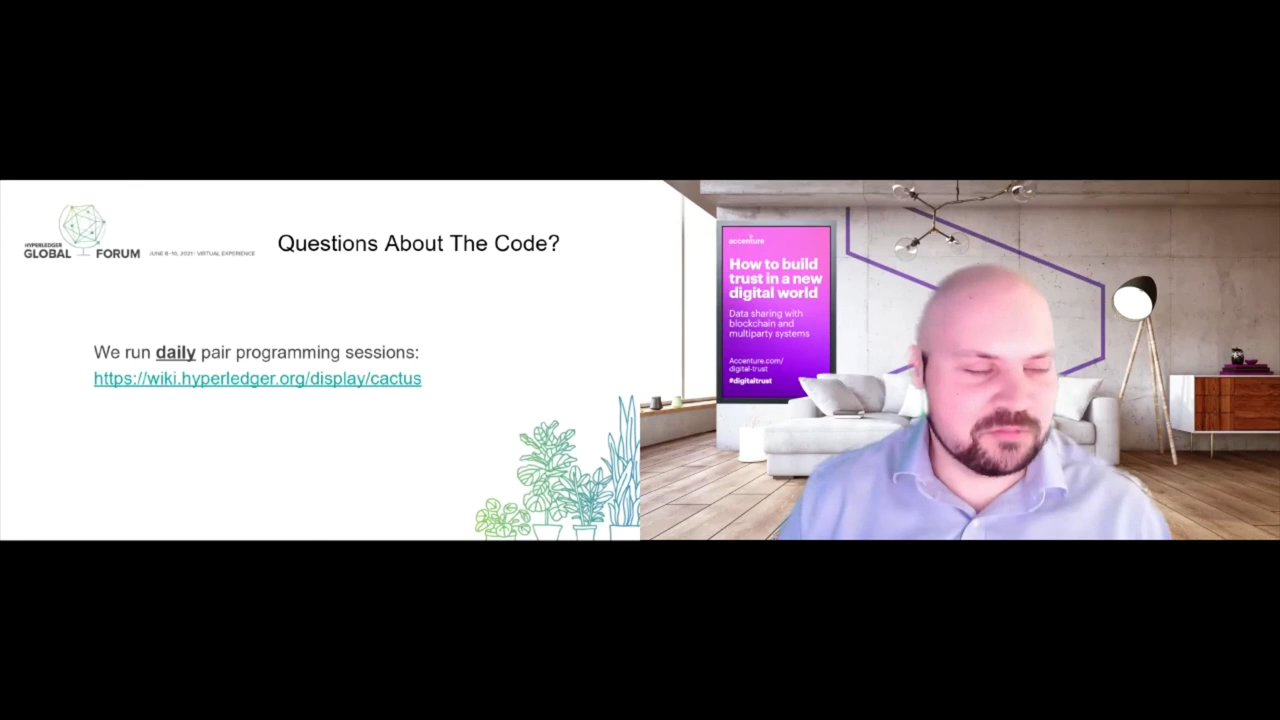 HYPERLEDGER
GLOBAL FORUM
JUNE 8-10, 2021 | VIRTUAL EXPERIENCE
Questions About The Code?
We run daily pair programming sessions:
https://wiki.hyperledger.org/display/cactus
accenture
How to build
trust in a new
digital world
Data sharing with
blockchain and
multiparty systems
Accenture.com/
digital-trust
#digitaltrust